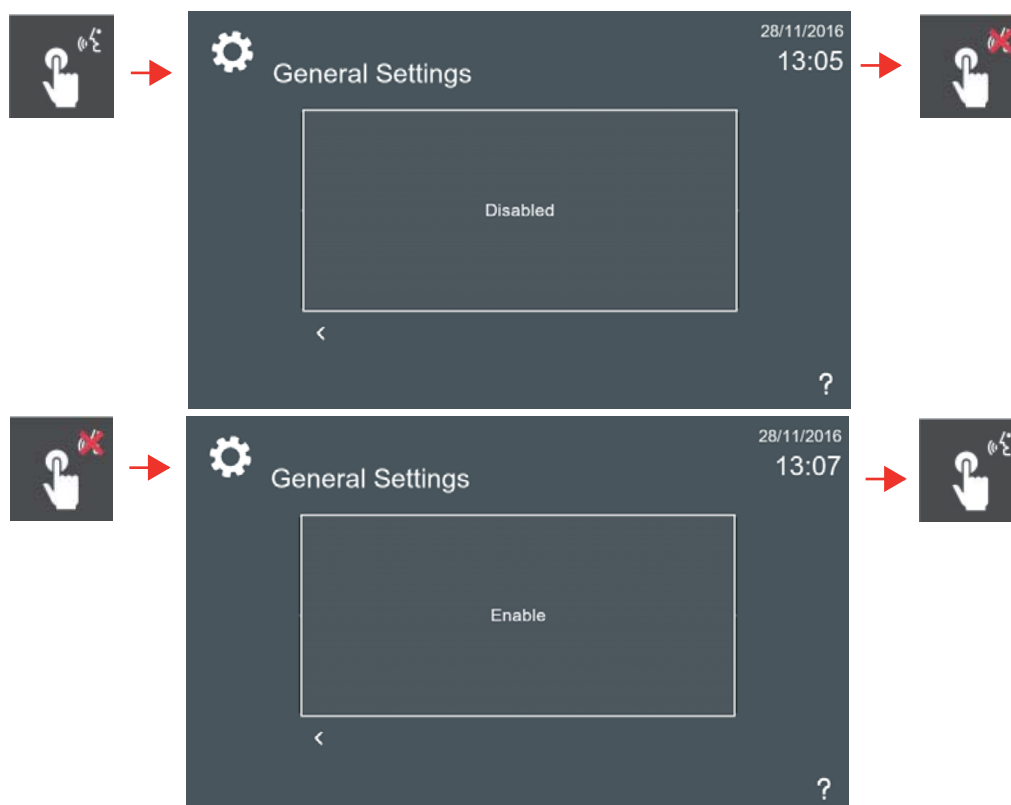 28/11/2016
13:05
General Settings
Disabled
<
?
28/11/2016
13:07
General Settings
Enable
<
?